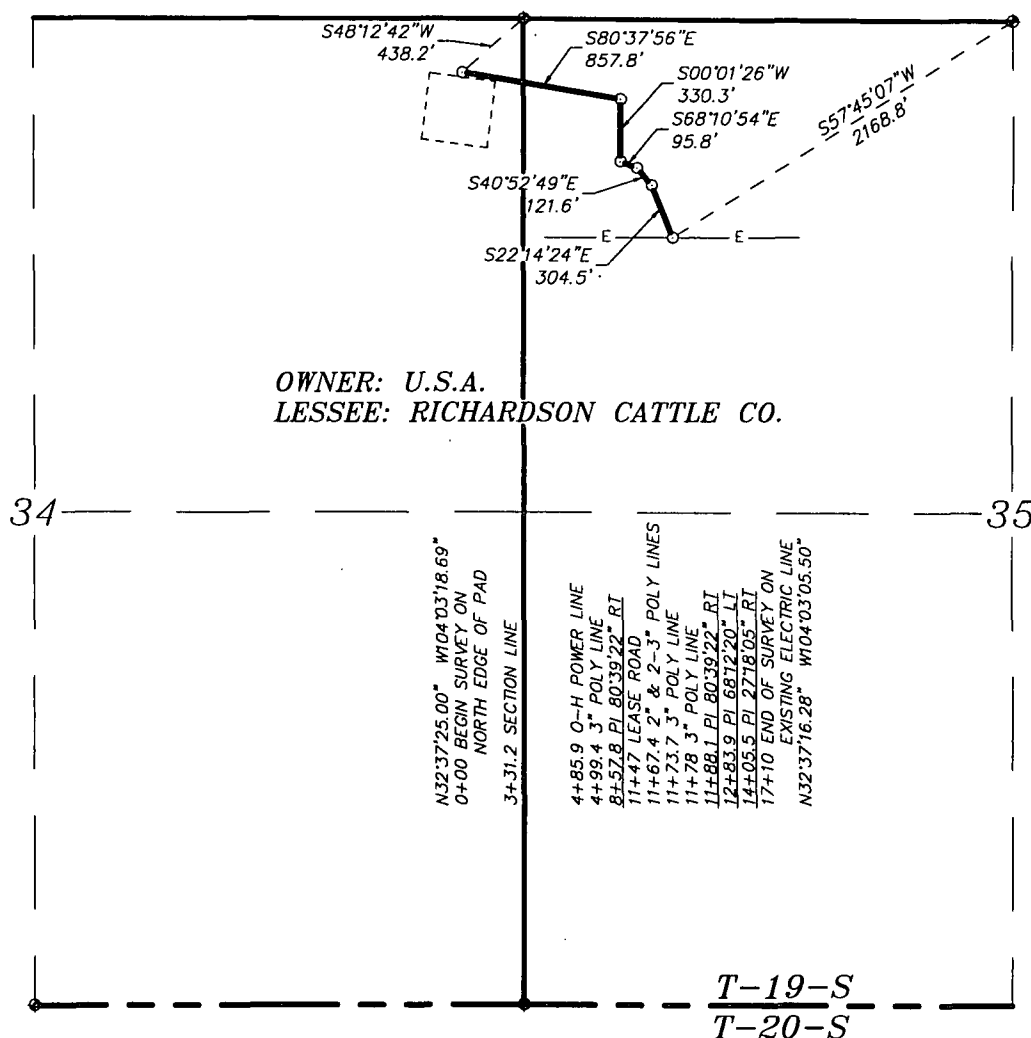 S48°12'42"W
438.2'
S80°37'56"E
857.8'
S00°01'26"W
330.3'
S68°10'54"E
95.8'
S57°45'07"W
2168.8'
S40°52'49"E
121.6'
E E
S22°14'24"E
304.5'
OWNER: U.S.A.
LESSEE: RICHARDSON CATTLE CO.
34 35
N32°37'25.00" W104°03'18.69"
0+00 BEGIN SURVEY ON
NORTH EDGE OF PAD
3+31.2 SECTION LINE
4+85.9 O-H POWER LINE
4+99.4 3" POLY LINE
8+57.8 PI 80°39'22" RT
11+47 LEASE ROAD
11+67.4 2" & 2-3" POLY LINES
11+73.7 3" POLY LINE
11+78 3" POLY LINE
11+88.1 PI 80°39'22" RT
12+83.9 PI 68°12'20" LT
14+05.5 PI 27°18'05" RT
17+10 END OF SURVEY ON
EXISTING ELECTRIC LINE
N32°37'16.28" W104°03'05.50"
T-19-S
T-20-S